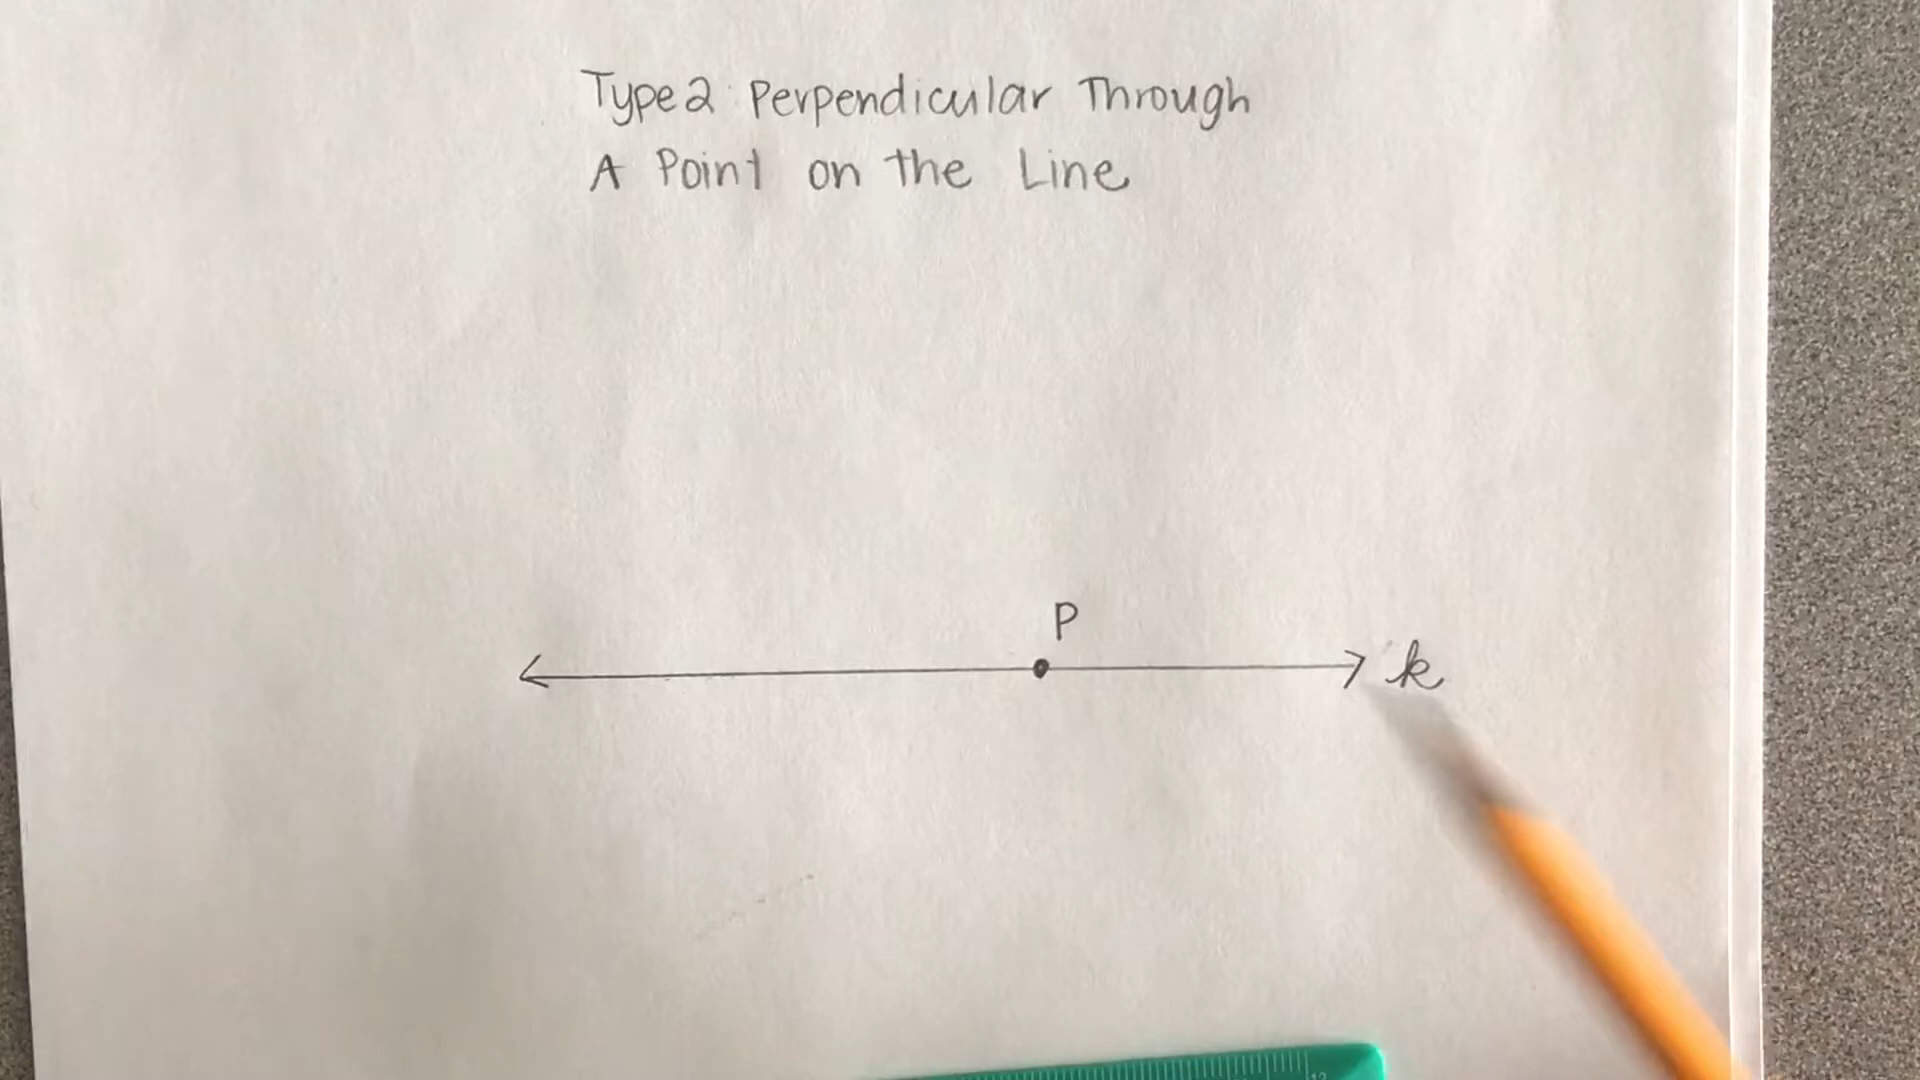 Type 2 Perpendicular Through
A Point on the Line
P
k